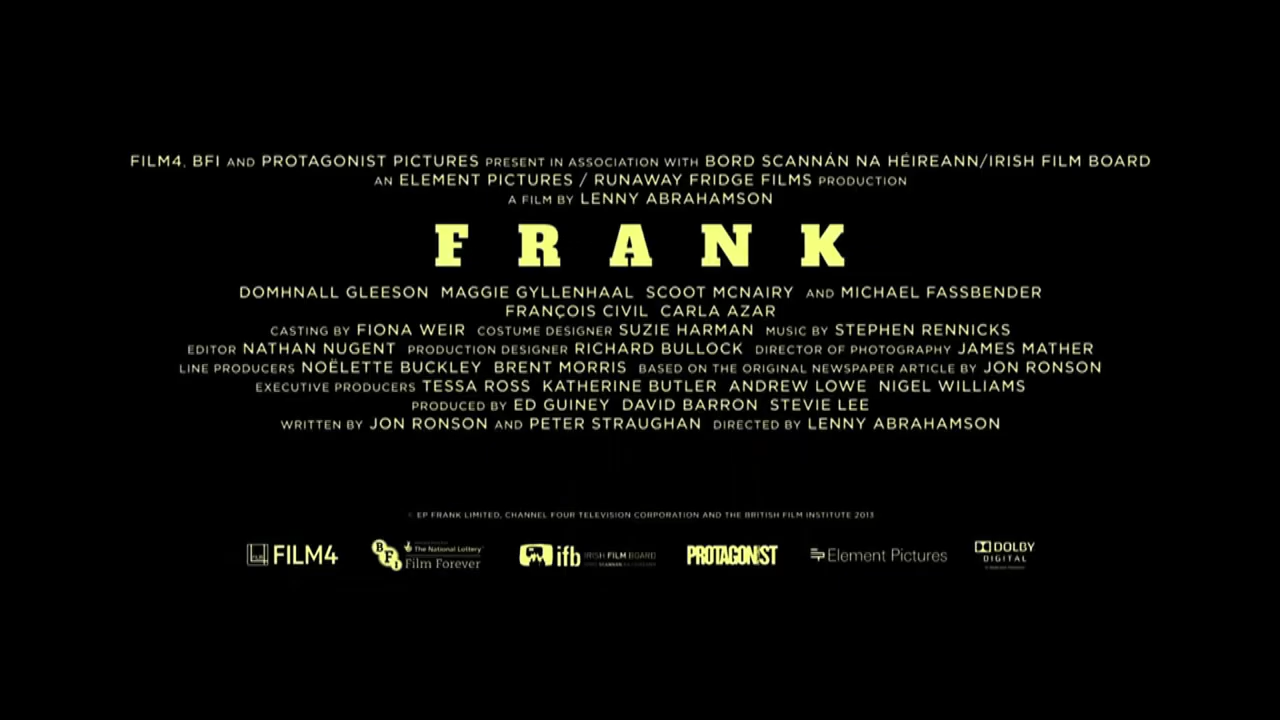 FILM4, BFI AND PROTAGONIST PICTURES PRESENT IN ASSOCIATION WITH BORD SCANNÁN NA HÉIREANN/IRISH FILM BOARD
AN ELEMENT PICTURES / RUNAWAY FRIDGE FILMS PRODUCTION
A FILM BY LENNY ABRAHAMSON
FRANK
DOMHNALL GLEESON MAGGIE GYLLENHAAL SCOOT MCNAIRY AND MICHAEL FASSBENDER
FRANÇOIS CIVIL CARLA AZAR
CASTING BY FIONA WEIR COSTUME DESIGNER SUZIE HARMAN MUSIC BY STEPHEN RENNICKS
EDITOR NATHAN NUGENT PRODUCTION DESIGNER RICHARD BULLOCK DIRECTOR OF PHOTOGRAPHY JAMES MATHER
LINE PRODUCERS NOËLETTE BUCKLEY BRENT MORRIS BASED ON THE ORIGINAL NEWSPAPER ARTICLE BY JON RONSON
EXECUTIVE PRODUCERS TESSA ROSS KATHERINE BUTLER ANDREW LOWE NIGEL WILLIAMS
PRODUCED BY ED GUINEY DAVID BARRON STEVIE LEE
WRITTEN BY JON RONSON AND PETER STRAUGHAN DIRECTED BY LENNY ABRAHAMSON
© EP FRANK LIMITED, CHANNEL FOUR TELEVISION CORPORATION AND THE BRITISH FILM INSTITUTE 2013
FILM4 BFI The National Lottery ifb IRISH FILM BOARD PROTAGONIST Element Pictures DOLBY
Film Forever DIGITAL